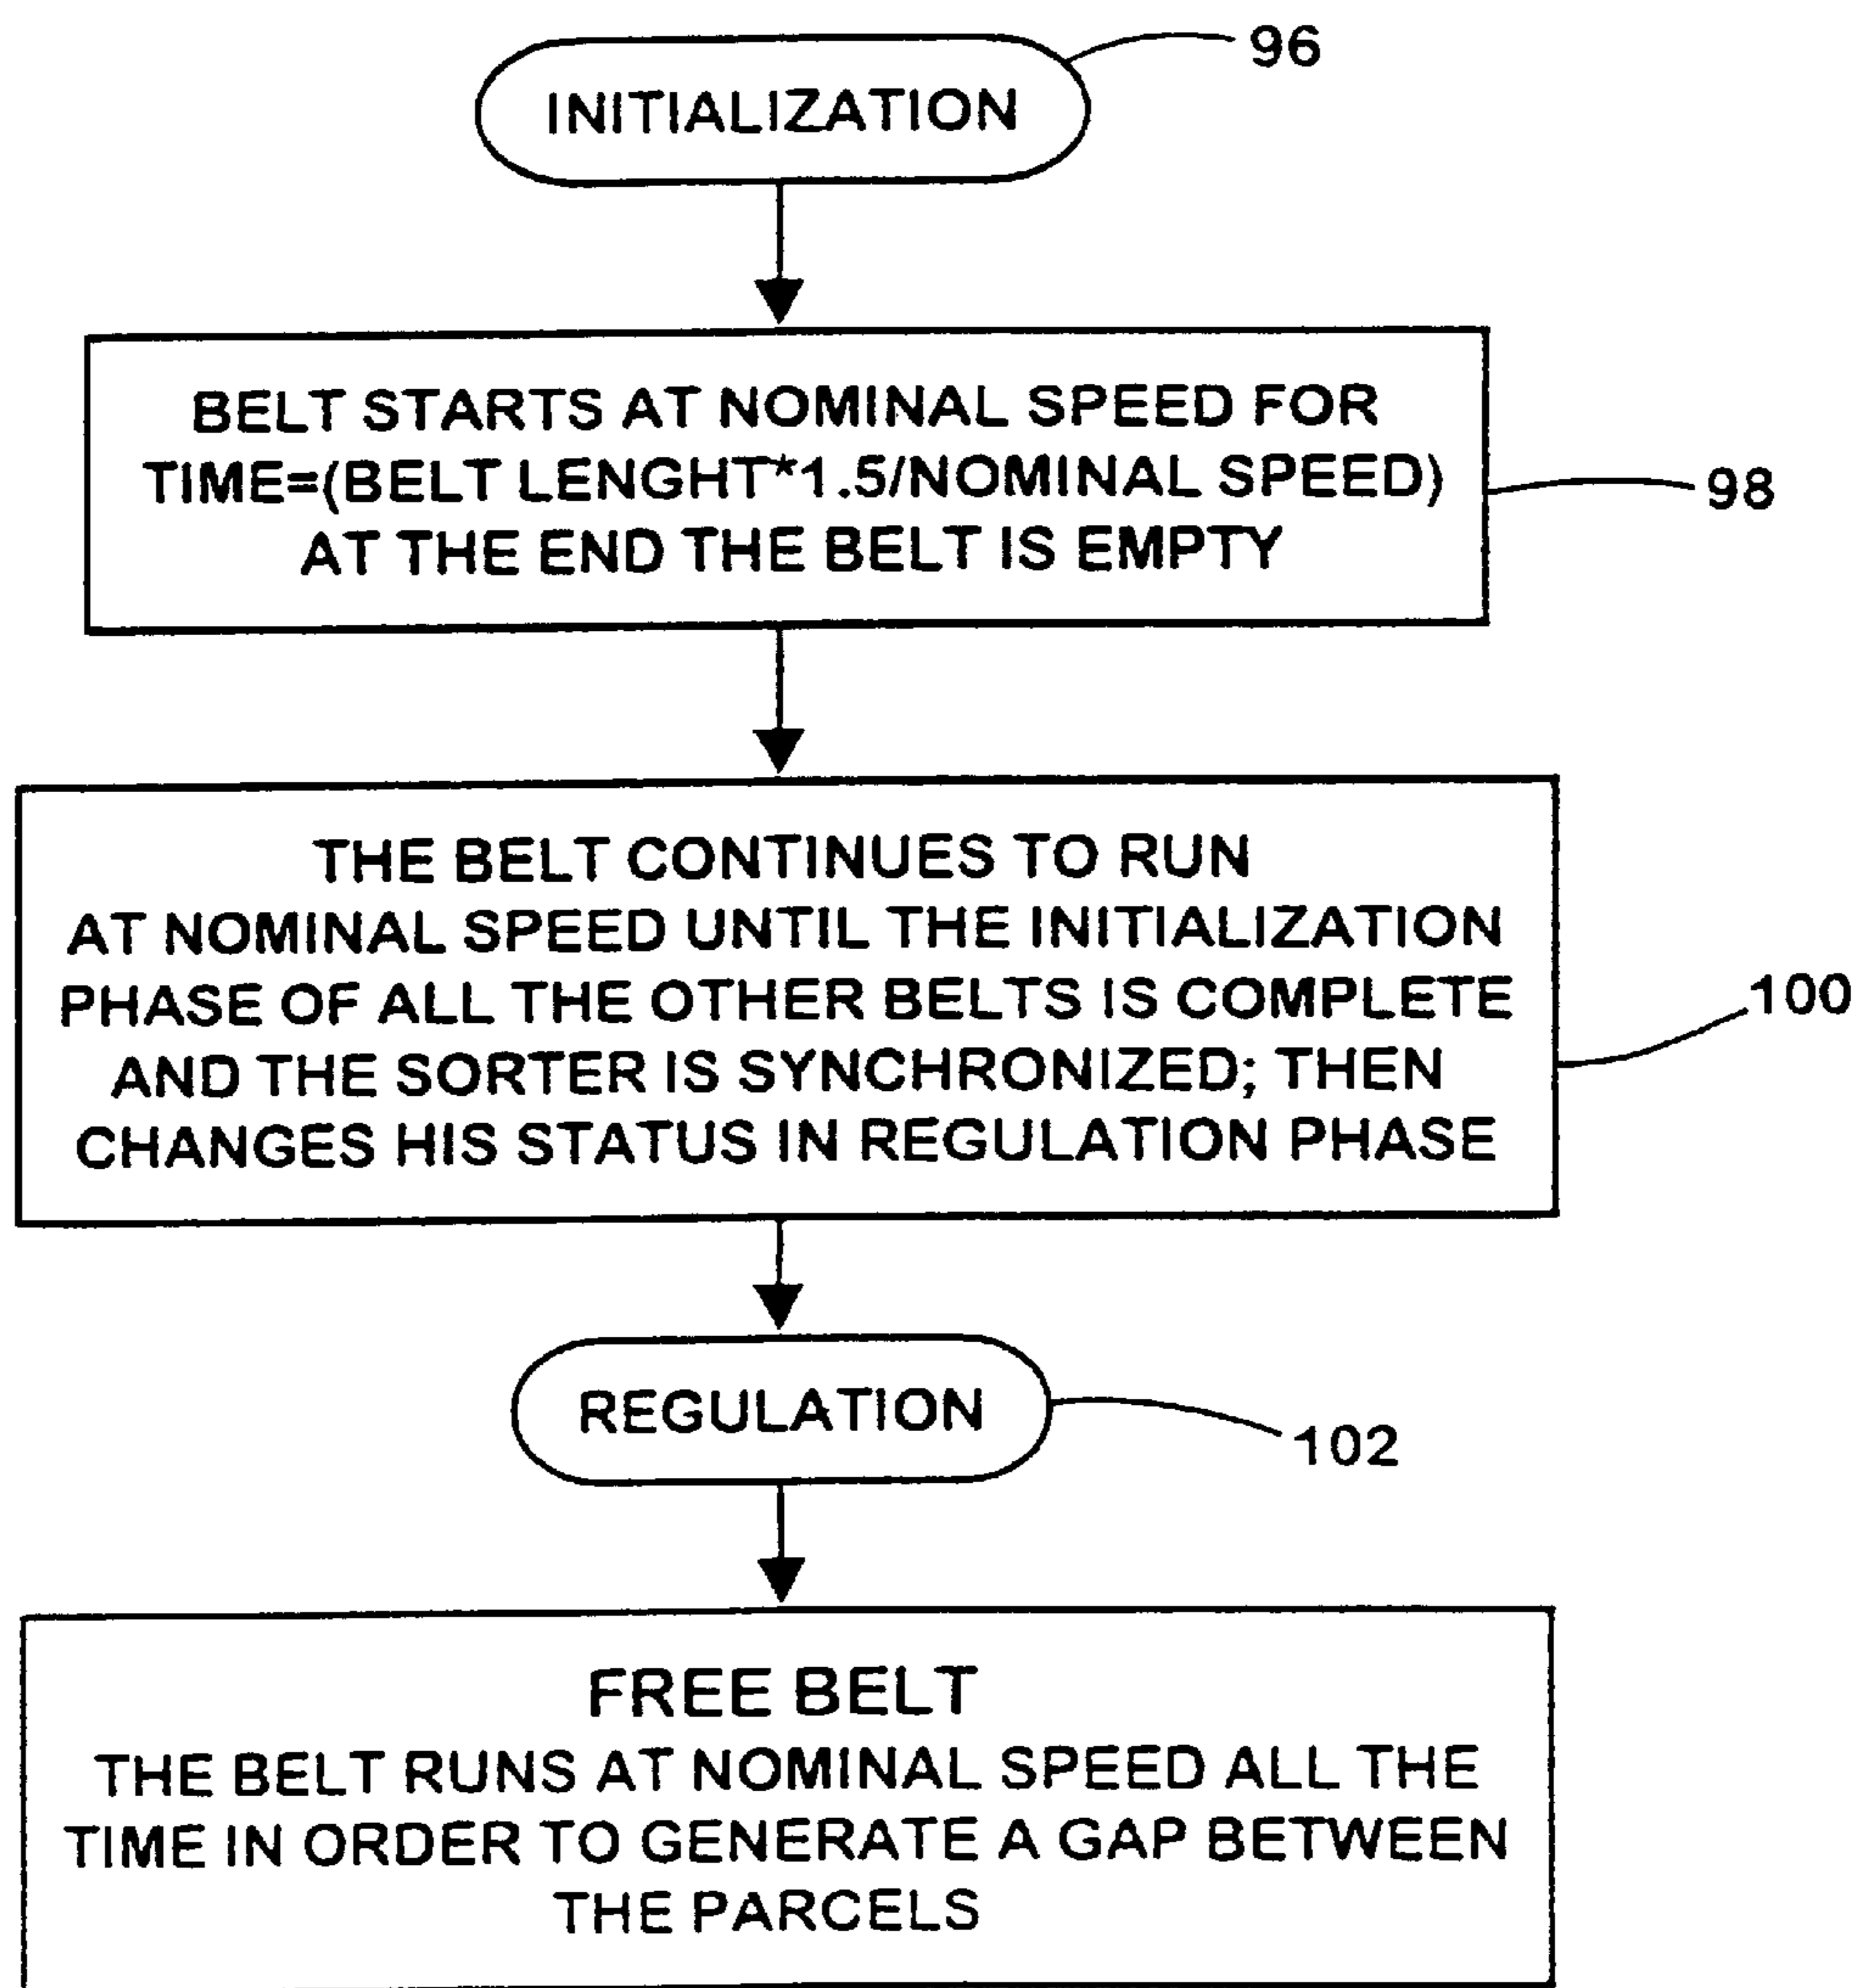 INITIALIZATION
96
BELT STARTS AT NOMINAL SPEED FOR
TIME=(BELT LENGHT*1.5/NOMINAL SPEED)
AT THE END THE BELT IS EMPTY
98
THE BELT CONTINUES TO RUN
AT NOMINAL SPEED UNTIL THE INITIALIZATION
PHASE OF ALL THE OTHER BELTS IS COMPLETE
AND THE SORTER IS SYNCHRONIZED; THEN
CHANGES HIS STATUS IN REGULATION PHASE
100
REGULATION
102
FREE BELT
THE BELT RUNS AT NOMINAL SPEED ALL THE
TIME IN ORDER TO GENERATE A GAP BETWEEN
THE PARCELS